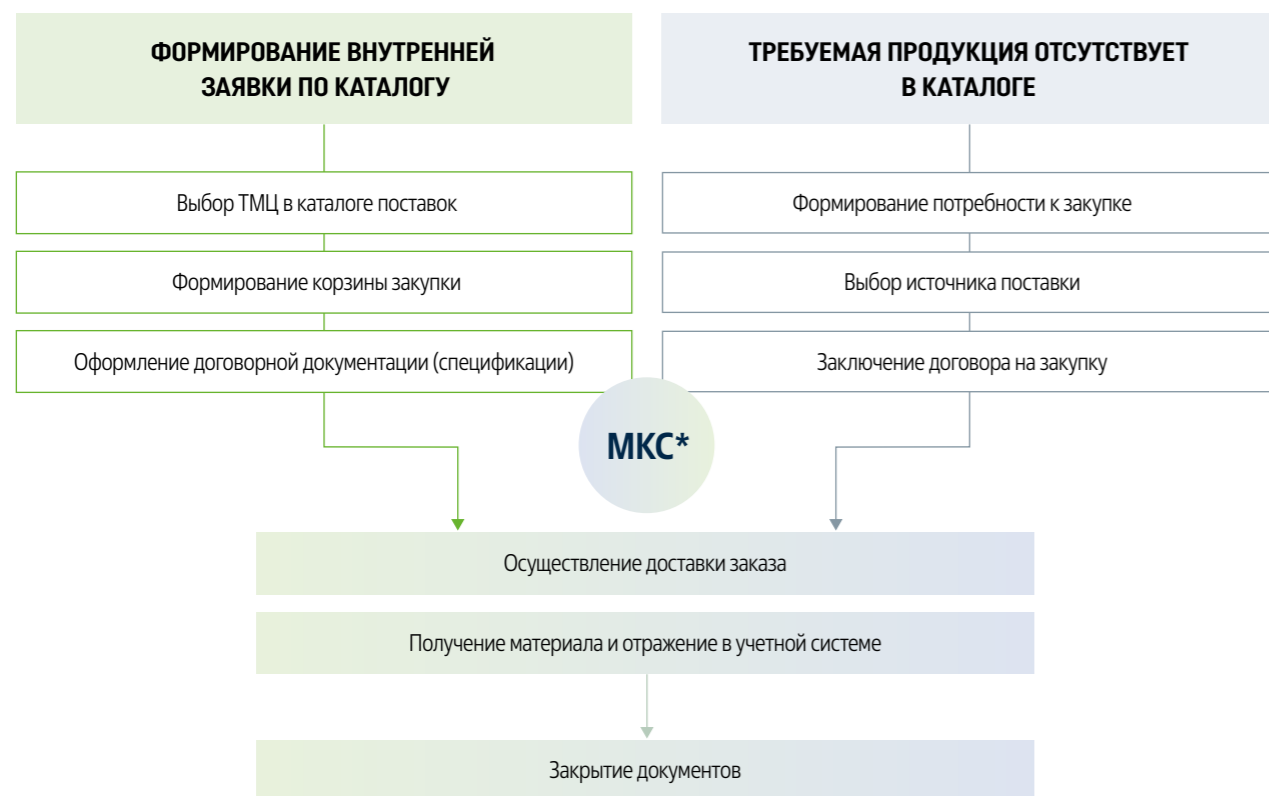 ФОРМИРОВАНИЕ ВНУТРЕННЕЙ
ЗАЯВКИ ПО КАТАЛОГУ
Выбор ТМЦ в каталоге поставок
Формирование корзины закупки
Оформление договорной документации (спецификации)
ТРЕБУЕМАЯ ПРОДУКЦИЯ ОТСУТСТВУЕТ
В КАТАЛОГЕ
Формирование потребности к закупке
Выбор источника поставки
Заключение договора на закупку
МКС*
Осуществление доставки заказа
Получение материала и отражение в учетной системе
Закрытие документов